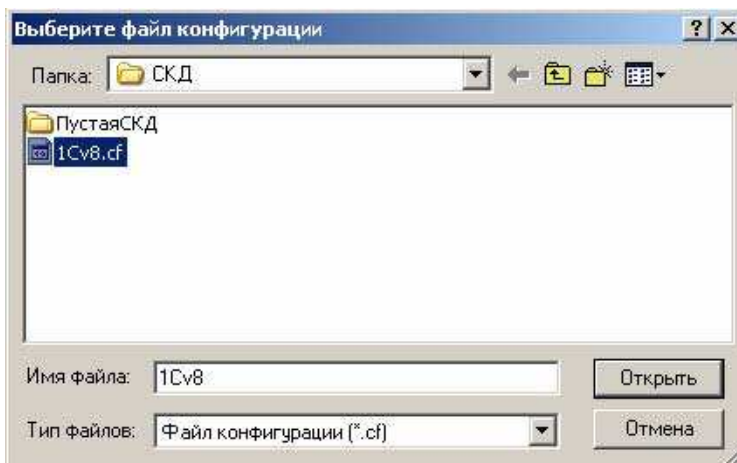 Выберите файл конфигурации
Папка: СКД
ПустаяСКД
1Cv8.cf
Имя файла: 1Cv8 Открыть
Тип файлов: Файл конфигурации (*.cf) Отмена